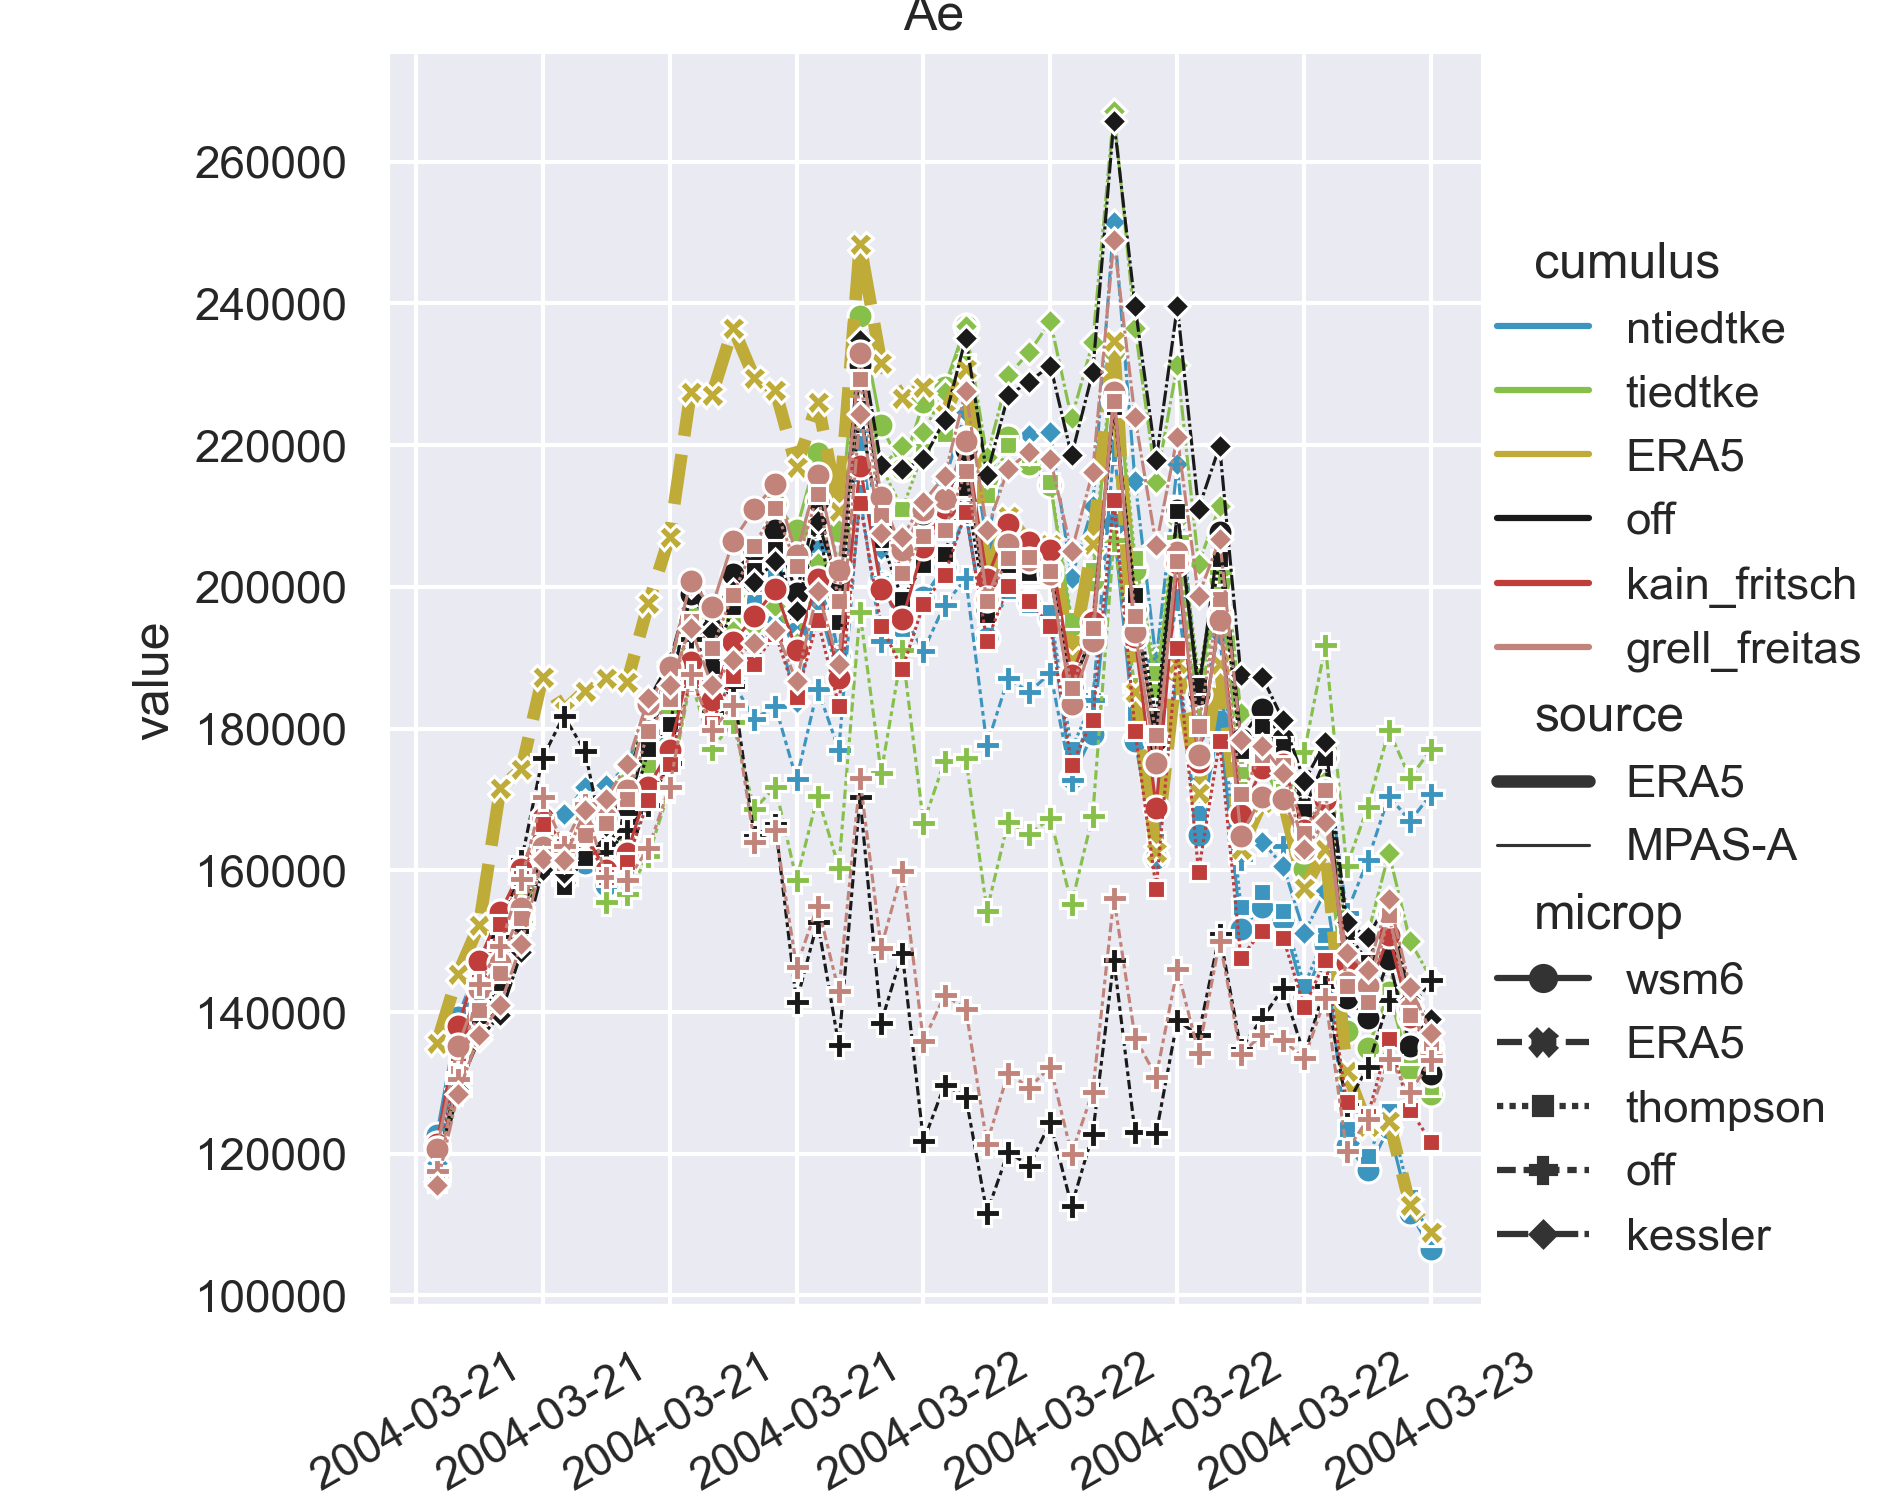 Ae
value
260000
240000
220000
200000
180000
160000
140000
120000
100000
2004-03-21
2004-03-21
2004-03-21
2004-03-21
2004-03-22
2004-03-22
2004-03-22
2004-03-22
2004-03-23
cumulus
ntiedtke
tiedtke
ERA5
off
kain_fritsch
grell_freitas
source
ERA5
MPAS-A
microp
wsm6
ERA5
thompson
off
kessler